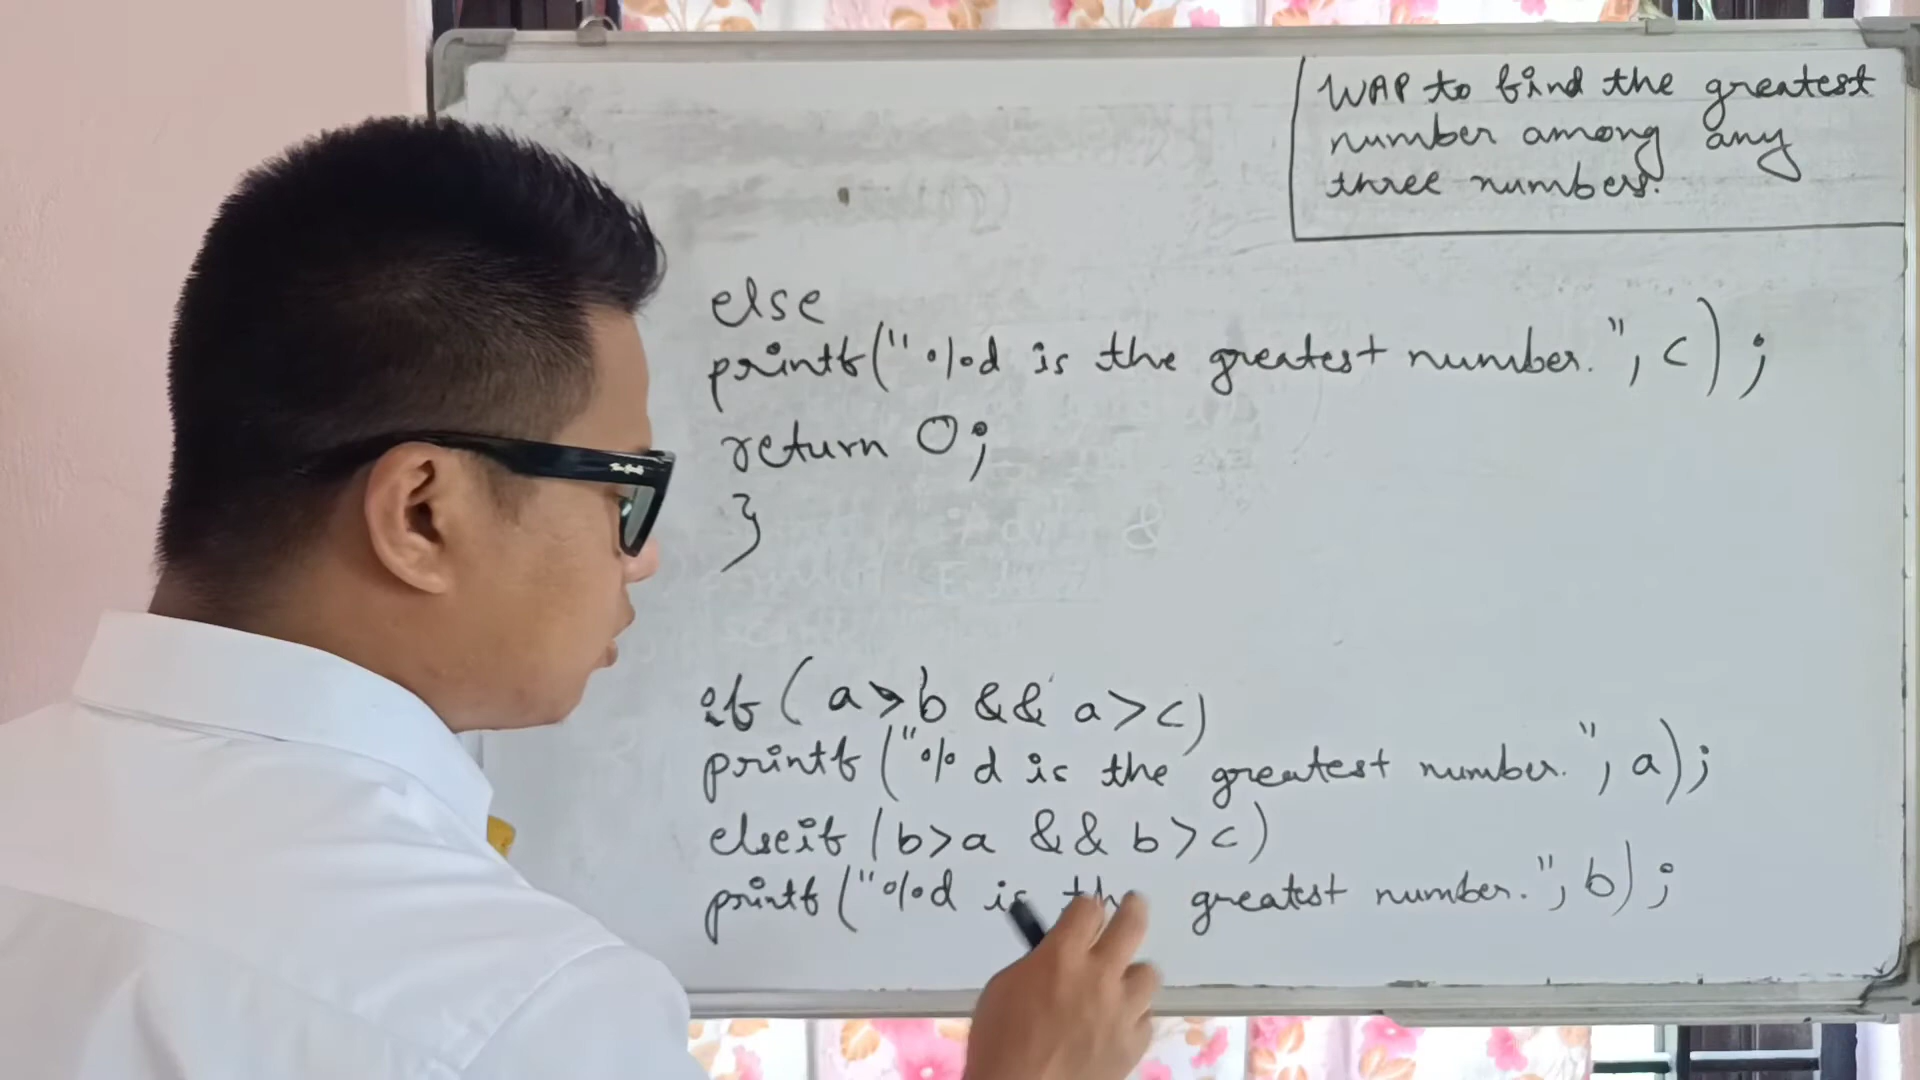 WAP to find the greatest
number among any
three numbers.
else
printf("%d is the greatest number.", c);
return 0;
}
if (a>b && a>c)
printf("%d is the greatest number.", a);
elseif (b>a && b>c)
printf("%d is the greatest number.", b);